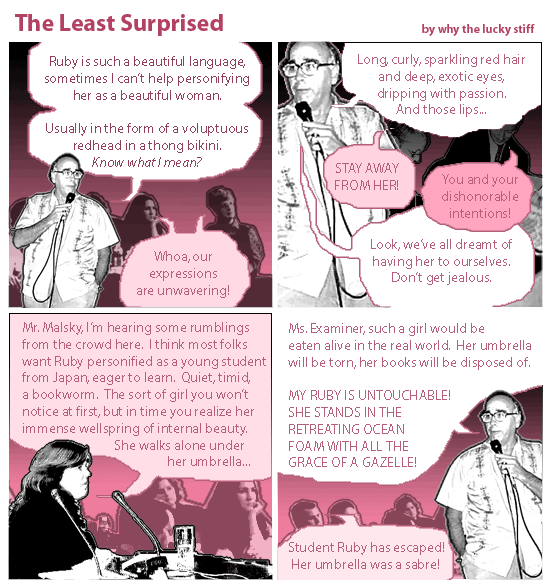 The Least Surprised
by why the lucky stiff
Ruby is such a beautiful language,
sometimes I can't help personifying
her as a beautiful woman.
Usually in the form of a voluptuous
redhead in a thong bikini.
Know what I mean?
Whoa, our
expressions
are unwavering!
Long, curly, sparkling red hair
and deep, exotic eyes,
dripping with passion.
And those lips...
STAY AWAY
FROM HER!
You and your
dishonorable
intentions!
Look, we've all dreamt of
having her to ourselves.
Don't get jealous.
Mr. Malsky, I'm hearing some rumblings
from the crowd here. I think most folks
want Ruby personified as a young student
from Japan, eager to learn. Quiet, timid,
a bookworm. The sort of girl you won't
notice at first, but in time you realize her
immense wellspring of internal beauty.
She walks alone under
her umbrella...
Ms. Examiner, such a girl would be
eaten alive in the real world. Her umbrella
will be torn, her books will be disposed of.
MY RUBY IS UNTOUCHABLE!
SHE STANDS IN THE
RETREATING OCEAN
FOAM WITH ALL THE
GRACE OF A GAZELLE!
Student Ruby has escaped!
Her umbrella was a sabre!